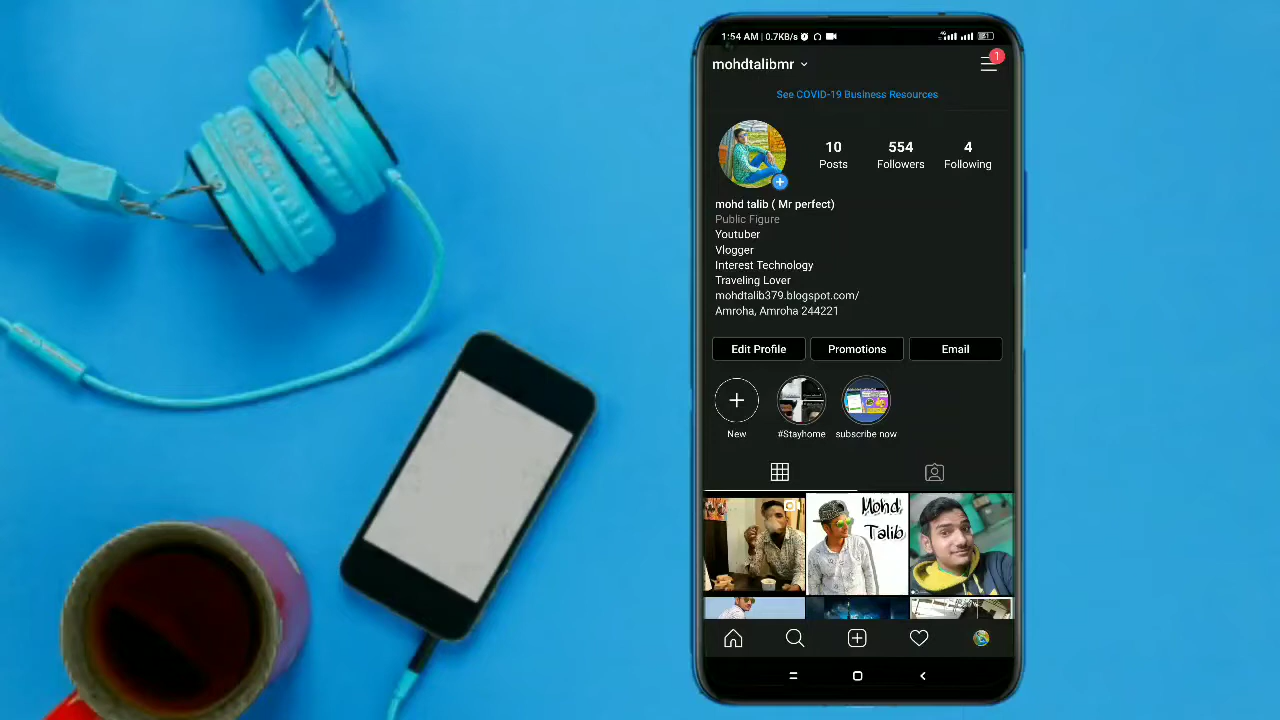 1:54 AM | 0.7KB/s
mohdtalibmr
1
See COVID-19 Business Resources
10
Posts
554
Followers
4
Following
mohd talib ( Mr perfect)
Public Figure
Youtuber
Vlogger
Interest Technology
Traveling Lover
mohdtalib379.blogspot.com/
Amroha, Amroha 244221
Edit Profile
Promotions
Email
New
#Stayhome
subscribe now
Mohd,
Talib